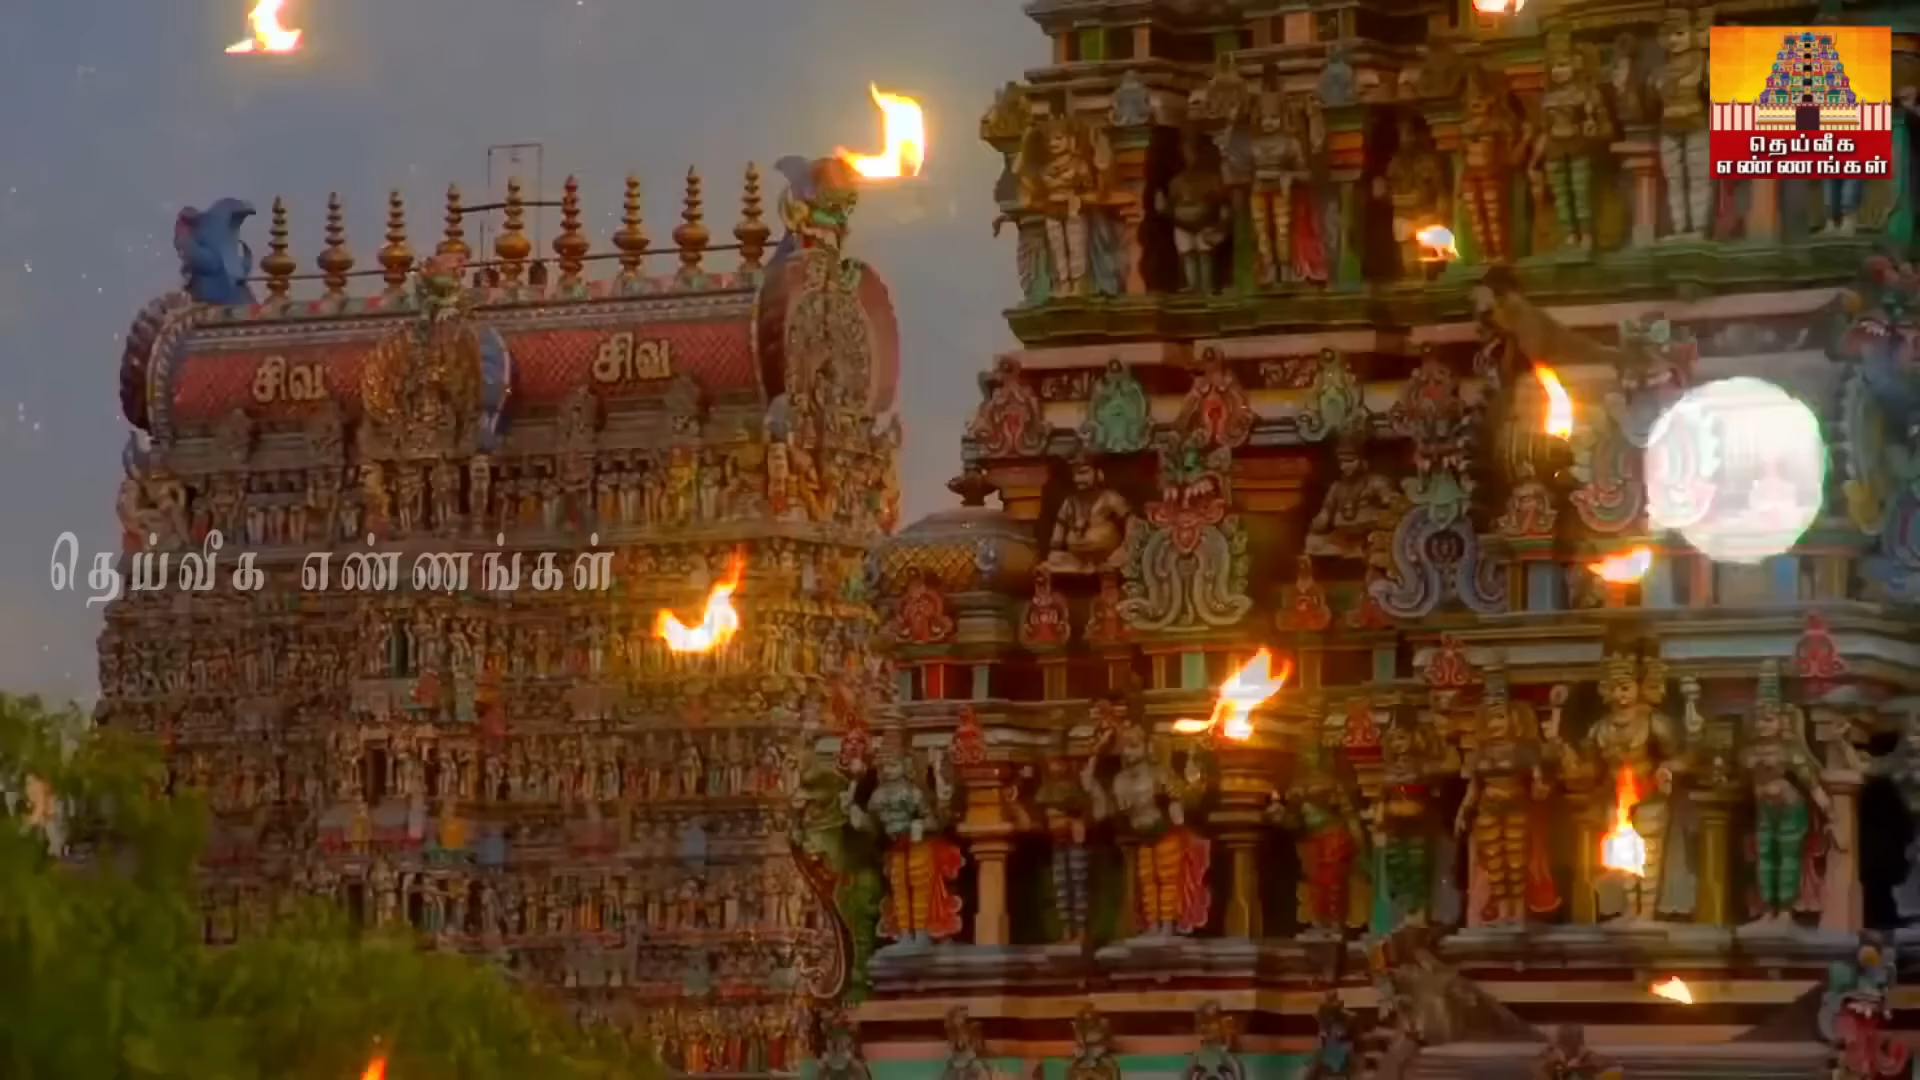 தெய்வீக
எண்ணங்கள்
சிவ
சிவ
தெய்வீக எண்ணங்கள்